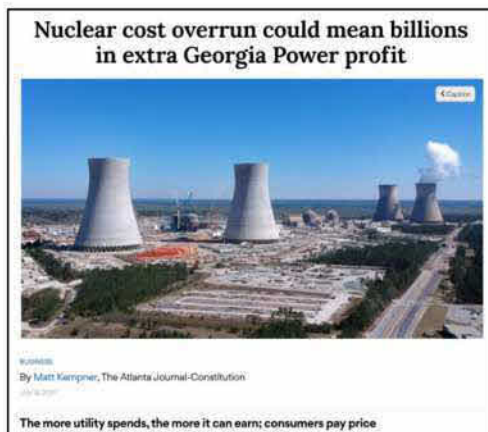 Nuclear cost overrun could mean billions
in extra Georgia Power profit
Caption
BUSINESS
By Matt Kempner, The Atlanta Journal-Constitution
The more utility spends, the more it can earn; consumers pay price